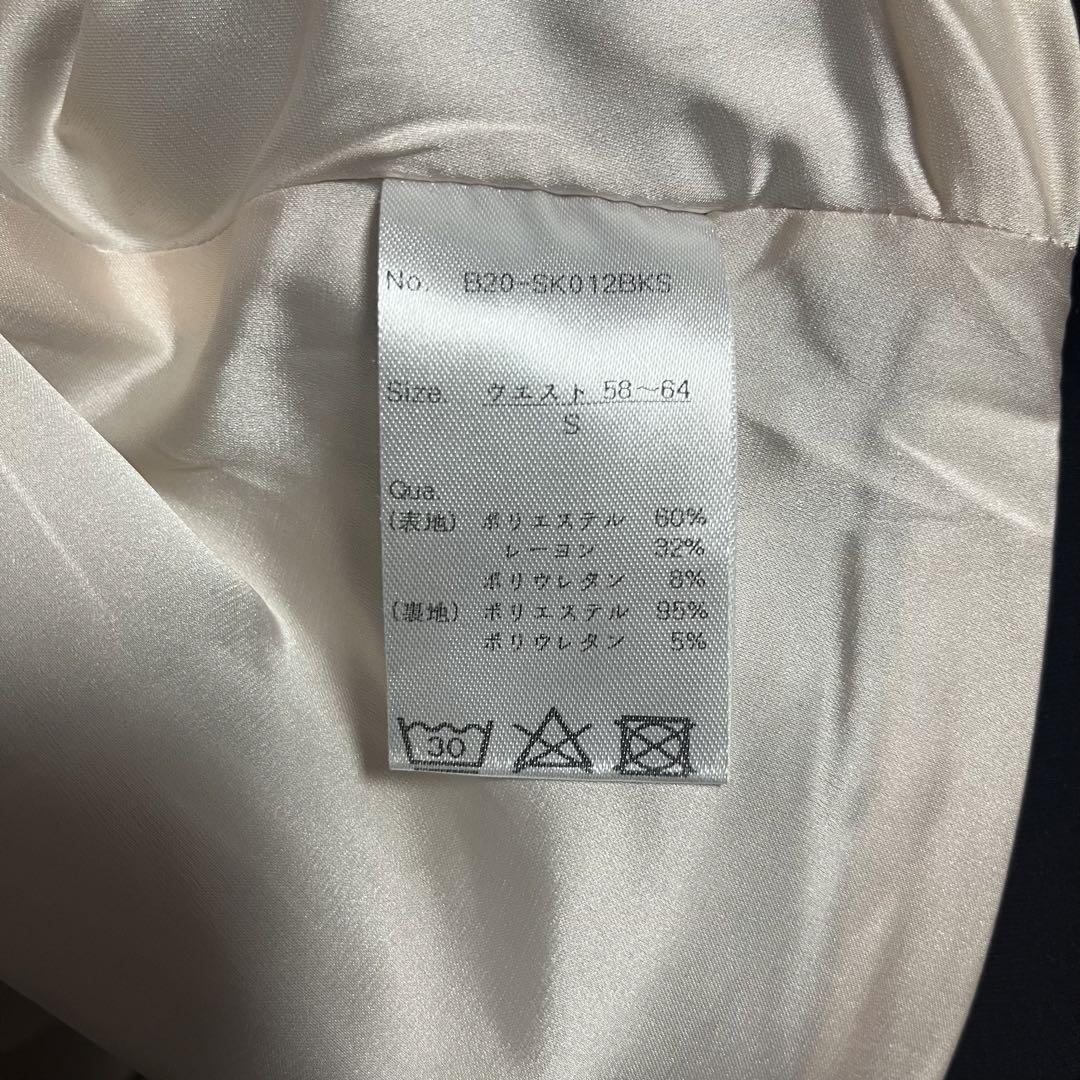 No. B20-SK012BKS
Size. ウエスト 58〜64
S
Qua.
(表地) ポリエステル 60%
レーヨン 32%
ポリウレタン 8%
(裏地) ポリエステル 95%
ポリウレタン 5%
30